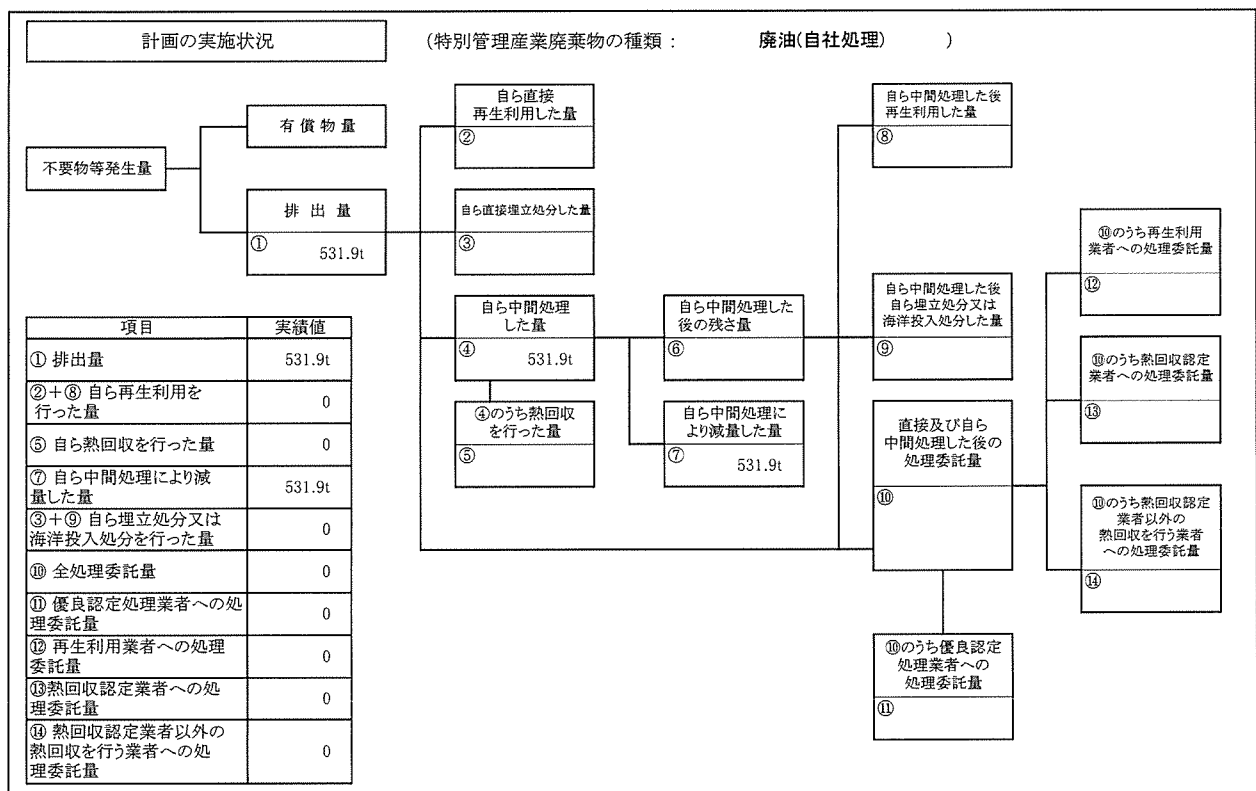 計画の実施状況
(特別管理産業廃棄物の種類： 廃油(自社処理) )
不要物等発生量
有償物量
排出量
① 531.9t
自ら直接
再生利用した量
②
自ら直接埋立処分した量
③
自ら中間処理
した量
④ 531.9t
④のうち熱回収
を行った量
⑤
自ら中間処理した
後の残さ量
⑥
自ら中間処理に
より減量した量
⑦ 531.9t
自ら中間処理した後
再生利用した量
⑧
自ら中間処理した後
自ら埋立処分又は
海洋投入処分した量
⑨
直接及び自ら
中間処理した後の
処理委託量
⑩
⑩のうち優良認定
処理業者への
処理委託量
⑪
⑩のうち再生利用
業者への処理委託量
⑫
⑩のうち熱回収認定
業者への処理委託量
⑬
⑩のうち熱回収認定
業者以外の
熱回収を行う業者
への処理委託量
⑭
項目 実績値
① 排出量 531.9t
②＋⑧ 自ら再生利用を
行った量 0
⑤ 自ら熱回収を行った量 0
⑦ 自ら中間処理により減
量した量 531.9t
③＋⑨ 自ら埋立処分又は
海洋投入処分を行った量 0
⑩ 全処理委託量 0
⑪ 優良認定処理業者への処
理委託量 0
⑫ 再生利用業者への処理
委託量 0
⑬熱回収認定業者への処
理委託量 0
⑭ 熱回収認定業者以外の
熱回収を行う業者への処
理委託量 0